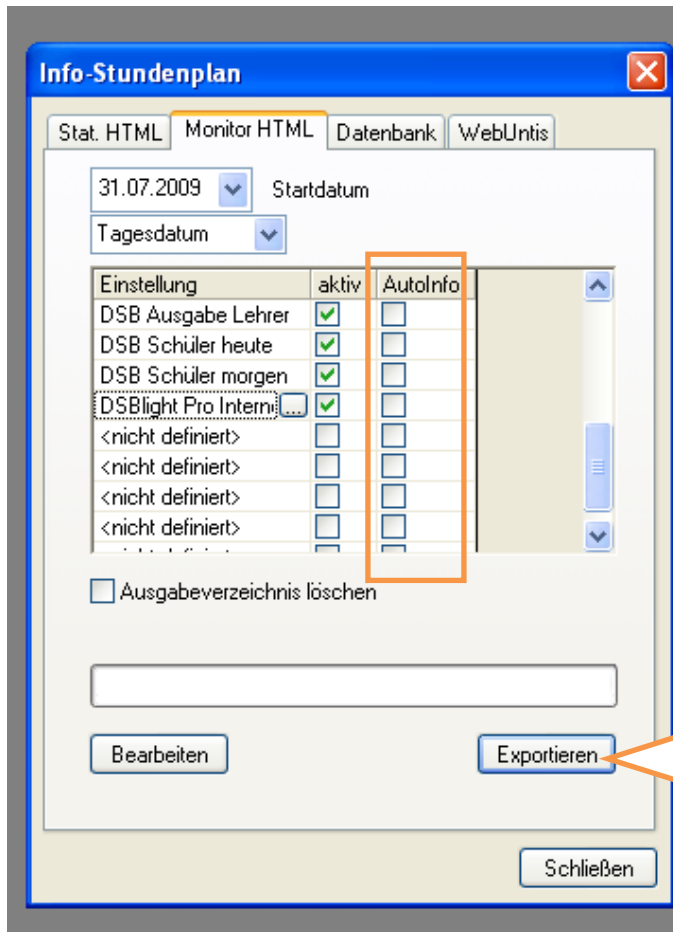 Info-Stundenplan
Stat. HTML Monitor HTML Datenbank WebUntis
31.07.2009 Startdatum
Tagesdatum
Einstellung aktiv AutoInfo
DSB Ausgabe Lehrer
DSB Schüler heute
DSB Schüler morgen
DSBlight Pro Intern ...
<nicht definiert>
<nicht definiert>
<nicht definiert>
<nicht definiert>
Ausgabeverzeichnis löschen
Bearbeiten Exportieren
Schließen